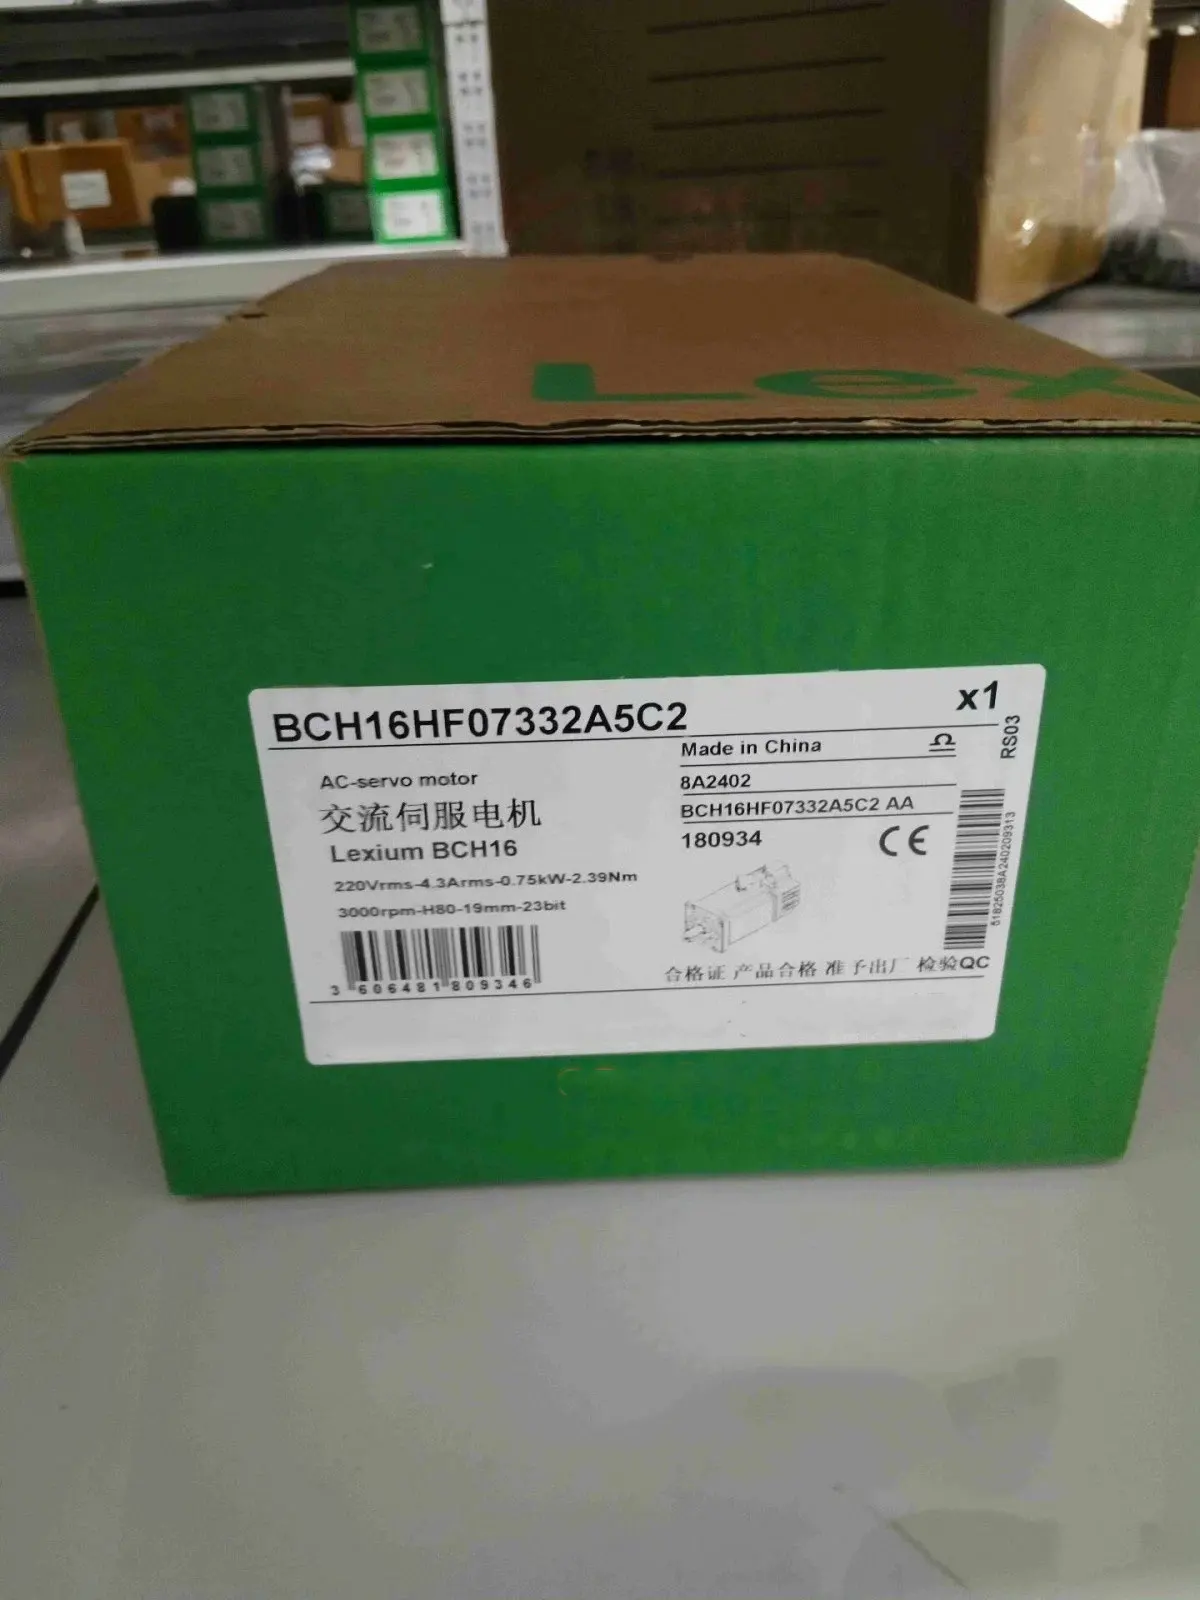 Lex
BCH16HF07332A5C2
x1
Made in China
RS03
AC-servo motor
8A2402
交流伺服电机
BCH16HF07332A5C2 AA
Lexium BCH16
180934
CE
220Vrms-4.3Arms-0.75kW-2.39Nm
3000rpm-H80-19mm-23bit
51825038A240209313
3 606481 809346
合格证 产品合格 准予出厂 检验QC